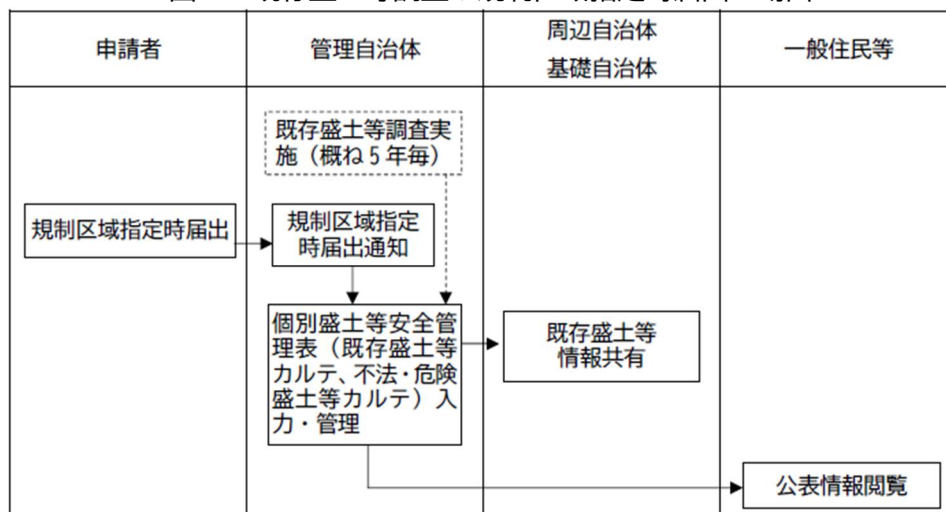 申請者
管理自治体
周辺自治体
基礎自治体
一般住民等
既存盛土等調査実
施（概ね５年毎）
規制区域指定時届出
規制区域指定
時届出通知
個別盛土等安全管
理表（既存盛土等
カルテ、不法・危険
盛土等カルテ）入
力・管理
既存盛土等
情報共有
公表情報閲覧